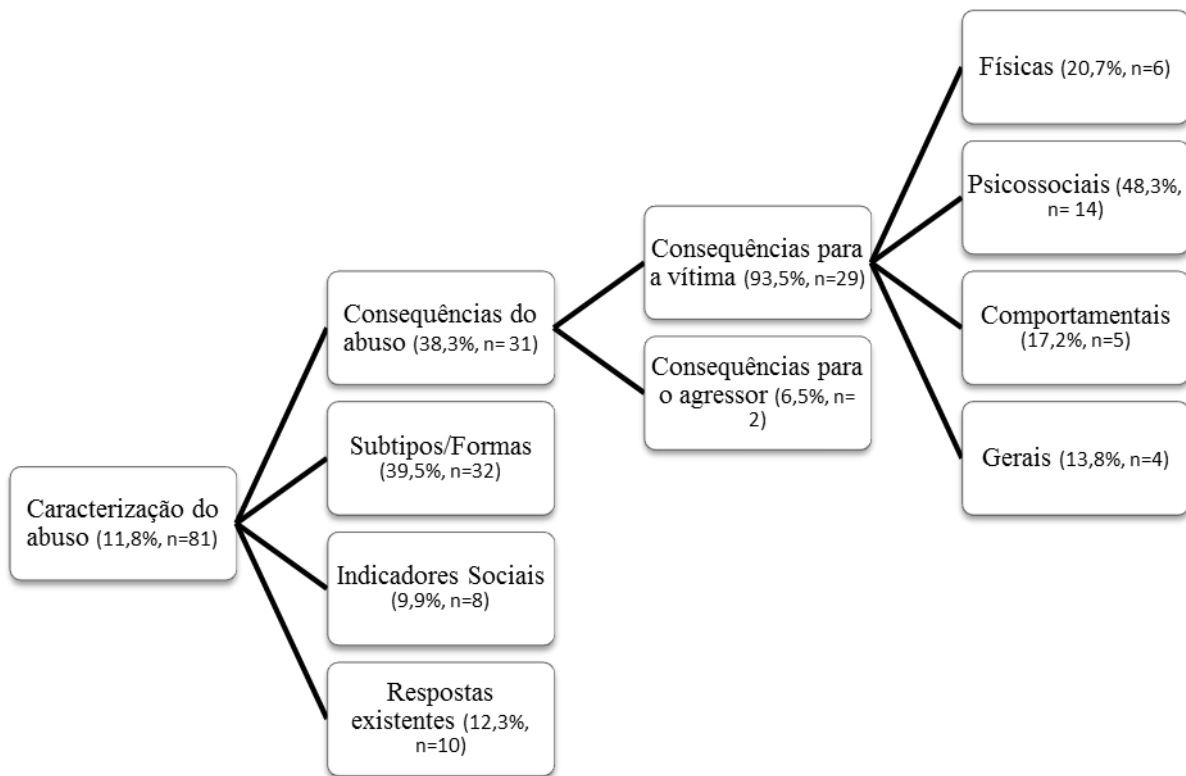 Caracterização do
abuso (11,8%, n=81)
Consequências do
abuso (38,3%, n= 31)
Subtipos/Formas
(39,5%, n=32)
Indicadores Sociais
(9,9%, n=8)
Respostas
existentes (12,3%,
n=10)
Consequências para
a vítima (93,5%, n=29)
Consequências para
o agressor (6,5%, n=
2)
Físicas (20,7%, n=6)
Psicossociais (48,3%,
n= 14)
Comportamentais
(17,2%, n=5)
Gerais (13,8%, n=4)